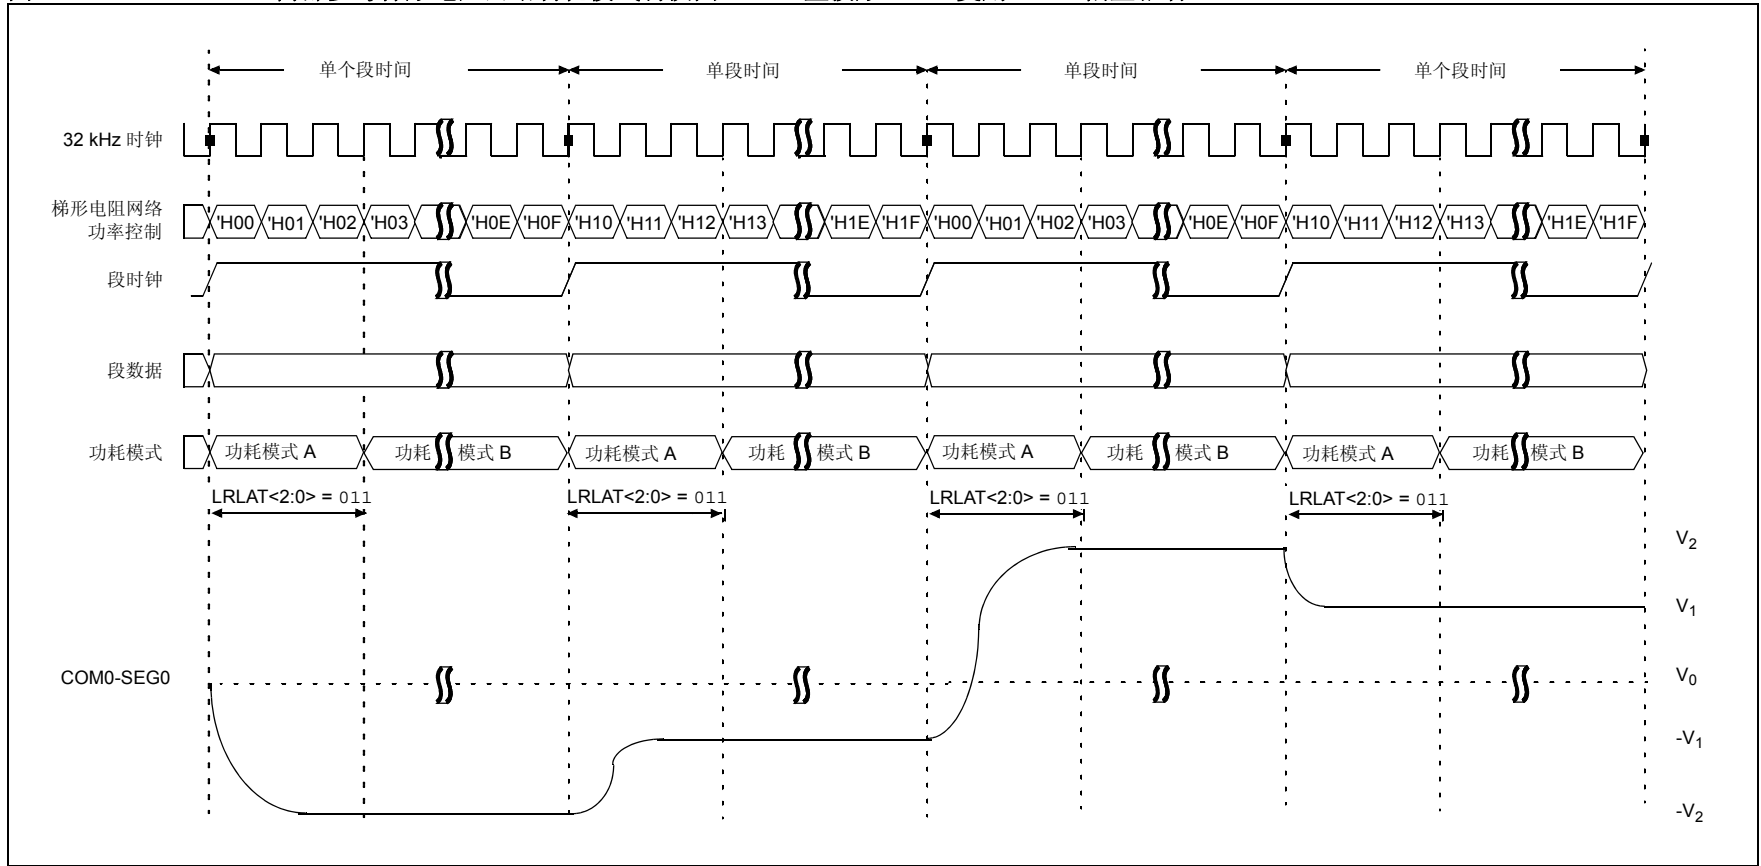 单个段时间 单段时间 单段时间 单个段时间
32 kHz 时钟
梯形电阻网络
功率控制
'H00 'H01 'H02 'H03 'H0E 'H0F 'H10 'H11 'H12 'H13 'H1E 'H1F 'H00 'H01 'H02 'H03 'H0E 'H0F 'H10 'H11 'H12 'H13 'H1E 'H1F
段时钟
段数据
功耗模式 功耗模式 A 功耗 模式 B 功耗模式 A 功耗 模式 B 功耗模式 A 功耗 模式 B 功耗模式 A 功耗 模式 B
LRLAT<2:0> = 011 LRLAT<2:0> = 011 LRLAT<2:0> = 011 LRLAT<2:0> = 011
V2
V1
COM0-SEG0 V0
-V1
-V2